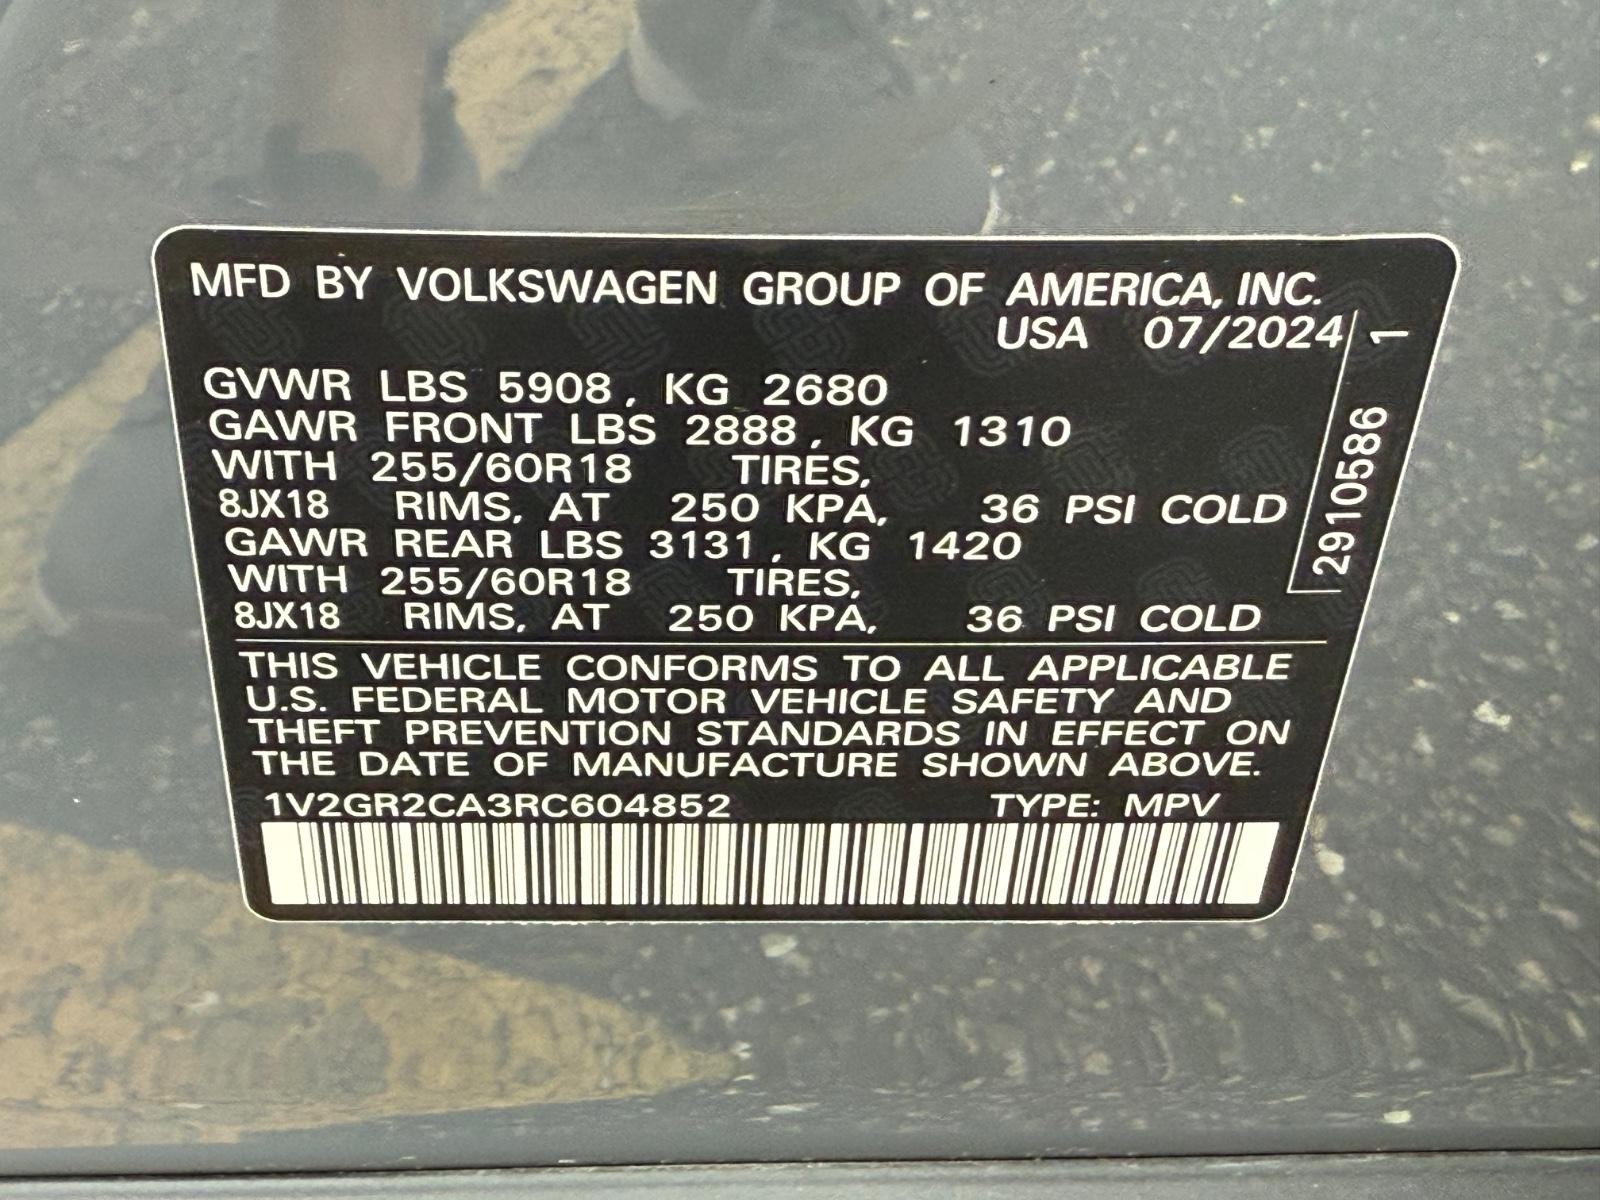 MFD BY VOLKSWAGEN GROUP OF AMERICA, INC.
USA 07/2024
GVWR LBS 5908, KG 2680
GAWR FRONT LBS 2888, KG 1310
WITH 255/60R18 TIRES,
8JX18 RIMS, AT 250 KPA, 36 PSI COLD
GAWR REAR LBS 3131, KG 1420
WITH 255/60R18 TIRES,
8JX18 RIMS, AT 250 KPA, 36 PSI COLD
THIS VEHICLE CONFORMS TO ALL APPLICABLE
U.S. FEDERAL MOTOR VEHICLE SAFETY AND
THEFT PREVENTION STANDARDS IN EFFECT ON
THE DATE OF MANUFACTURE SHOWN ABOVE.
1V2GR2CA3RC604852 TYPE: MPV
2910586 1